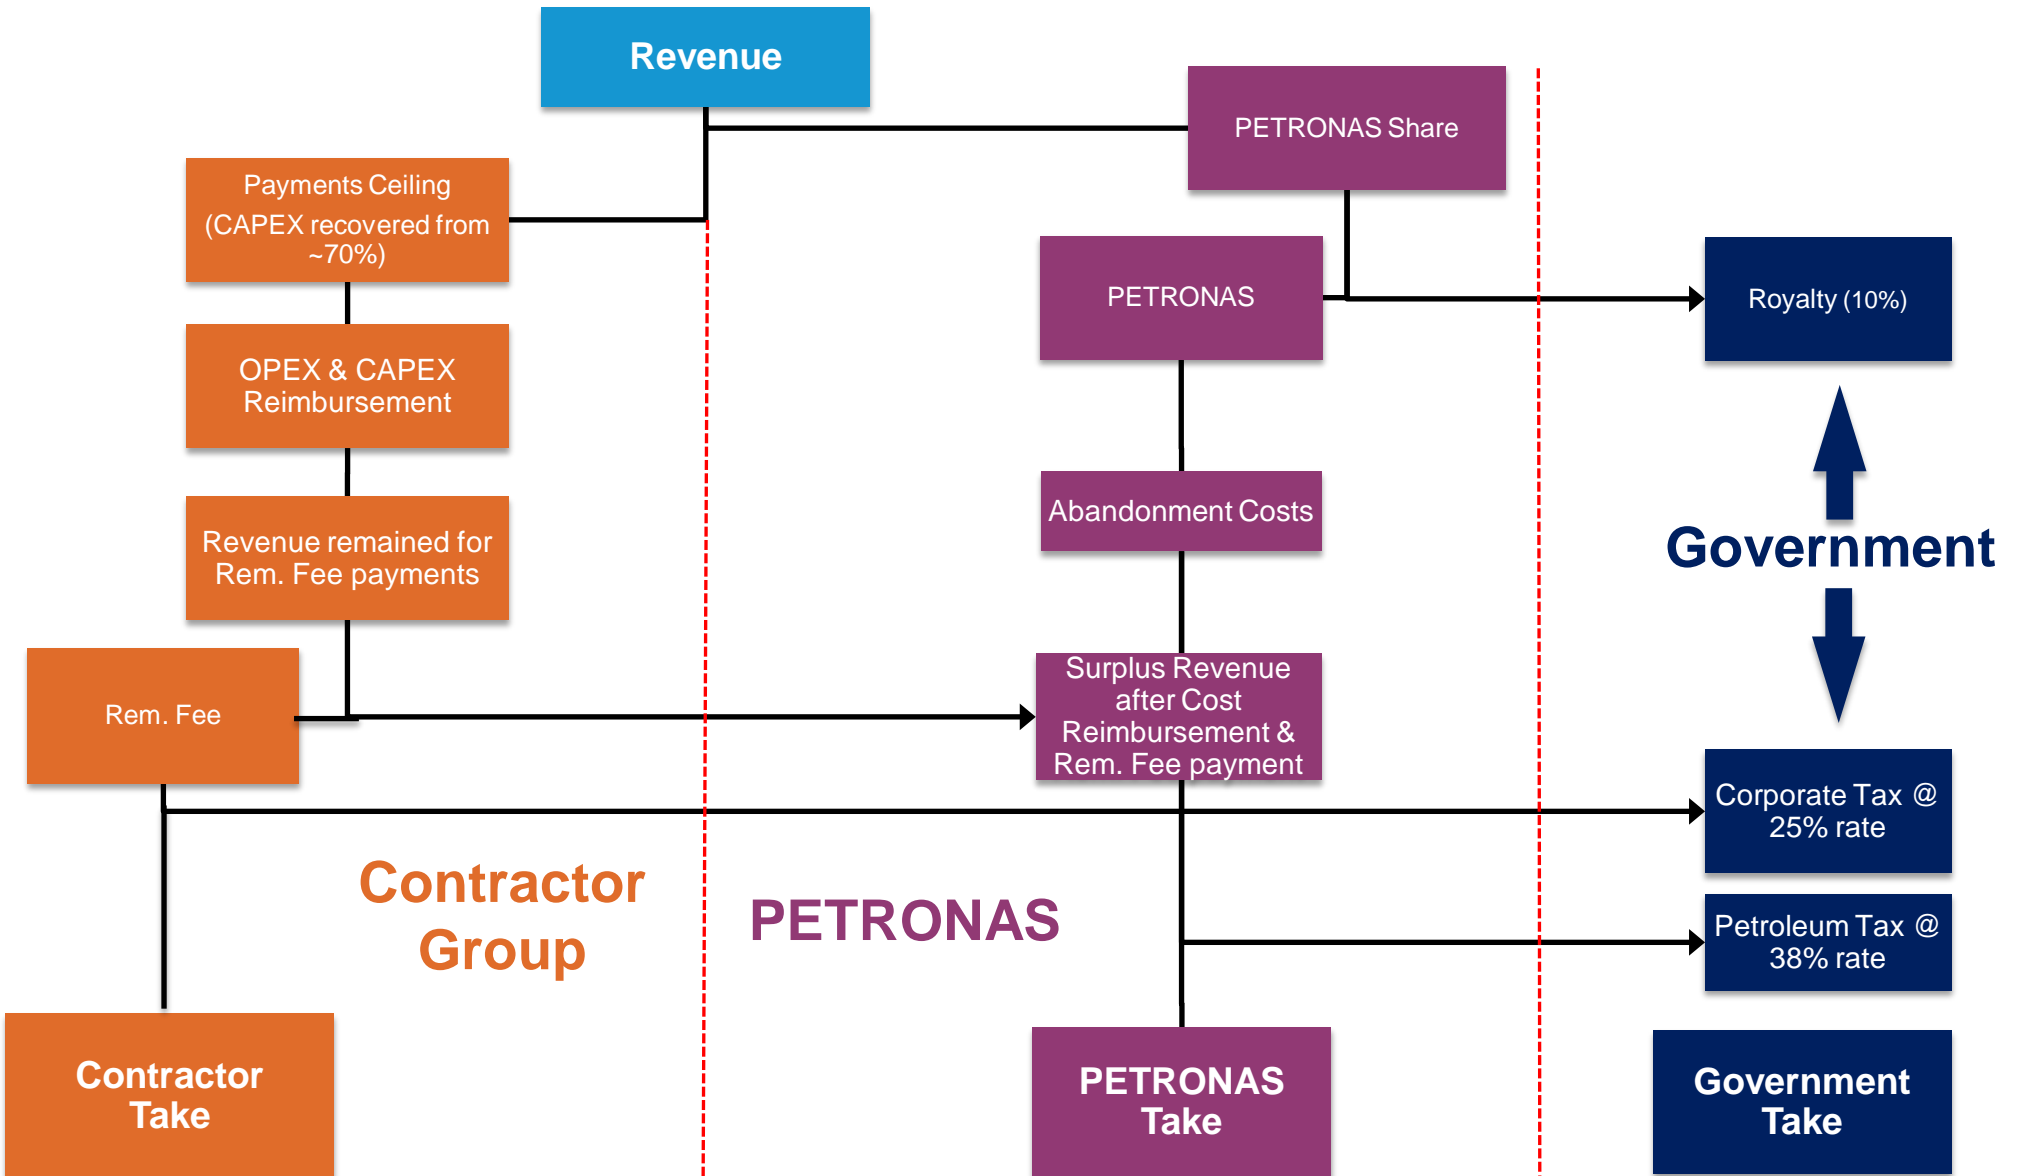 Revenue
PETRONAS Share
Payments Ceiling
(CAPEX recovered from
~70%)
PETRONAS
Royalty (10%)
OPEX & CAPEX
Reimbursement
Abandonment Costs
Revenue remained for
Rem. Fee payments
Government
Rem. Fee
Surplus Revenue
after Cost
Reimbursement &
Rem. Fee payment
Corporate Tax @
25% rate
Contractor
Group
PETRONAS
Petroleum Tax @
38% rate
Contractor
Take
PETRONAS
Take
Government
Take